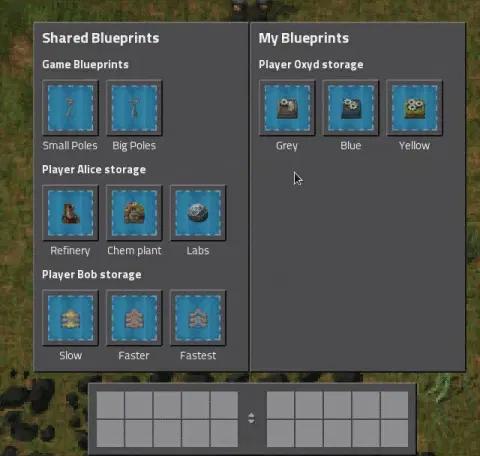 Shared Blueprints
Game Blueprints
Small Poles
Big Poles
Player Alice storage
Refinery
Chem plant
Labs
Player Bob storage
Slow
Faster
Fastest
My Blueprints
Player Oxyd storage
Grey
Blue
Yellow